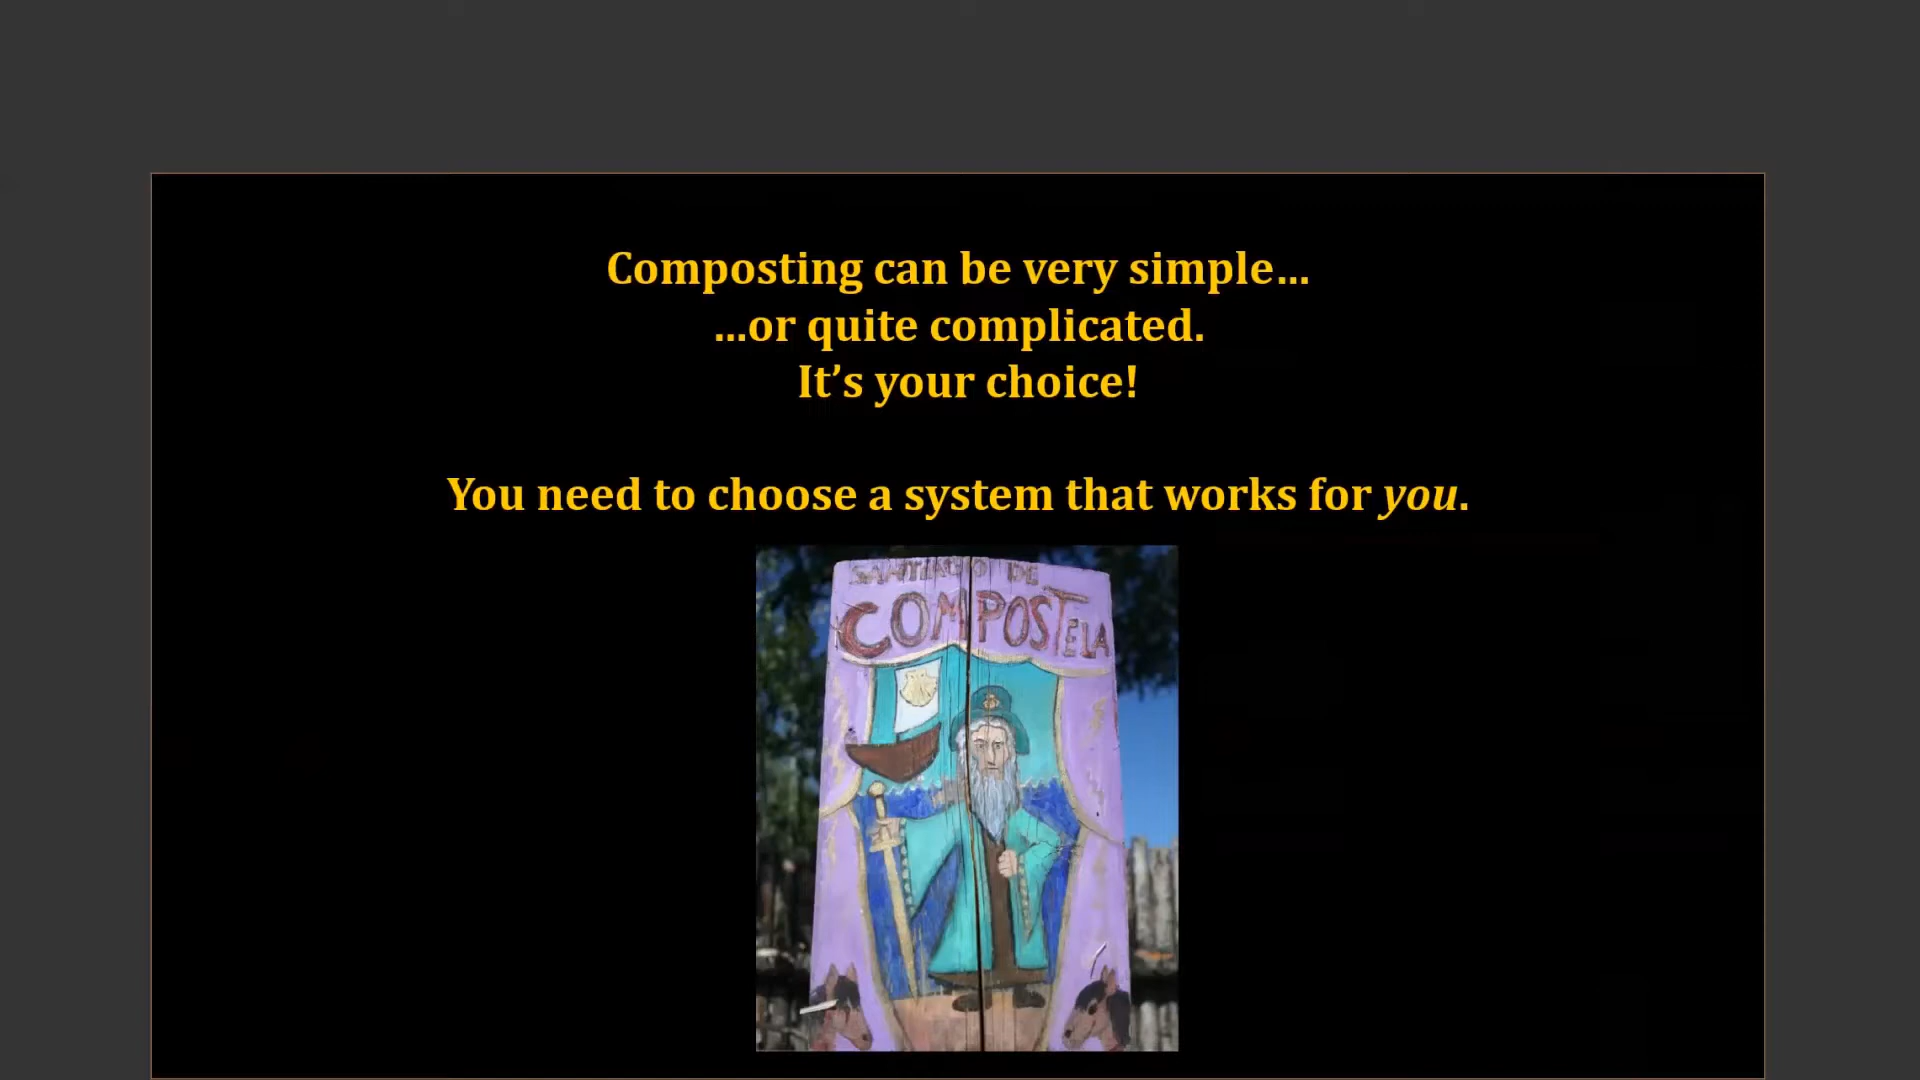 Composting can be very simple…
…or quite complicated.
It’s your choice!
You need to choose a system that works for you.
SANTIAGO DE
COMPOSTELA